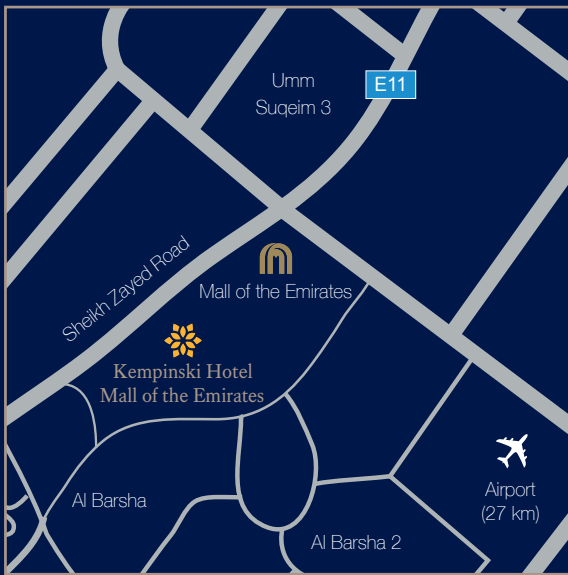 Umm
Suqeim 3
E11
Sheikh Zayed Road
Mall of the Emirates
Kempinski Hotel
Mall of the Emirates
Al Barsha
Airport
(27 km)
Al Barsha 2